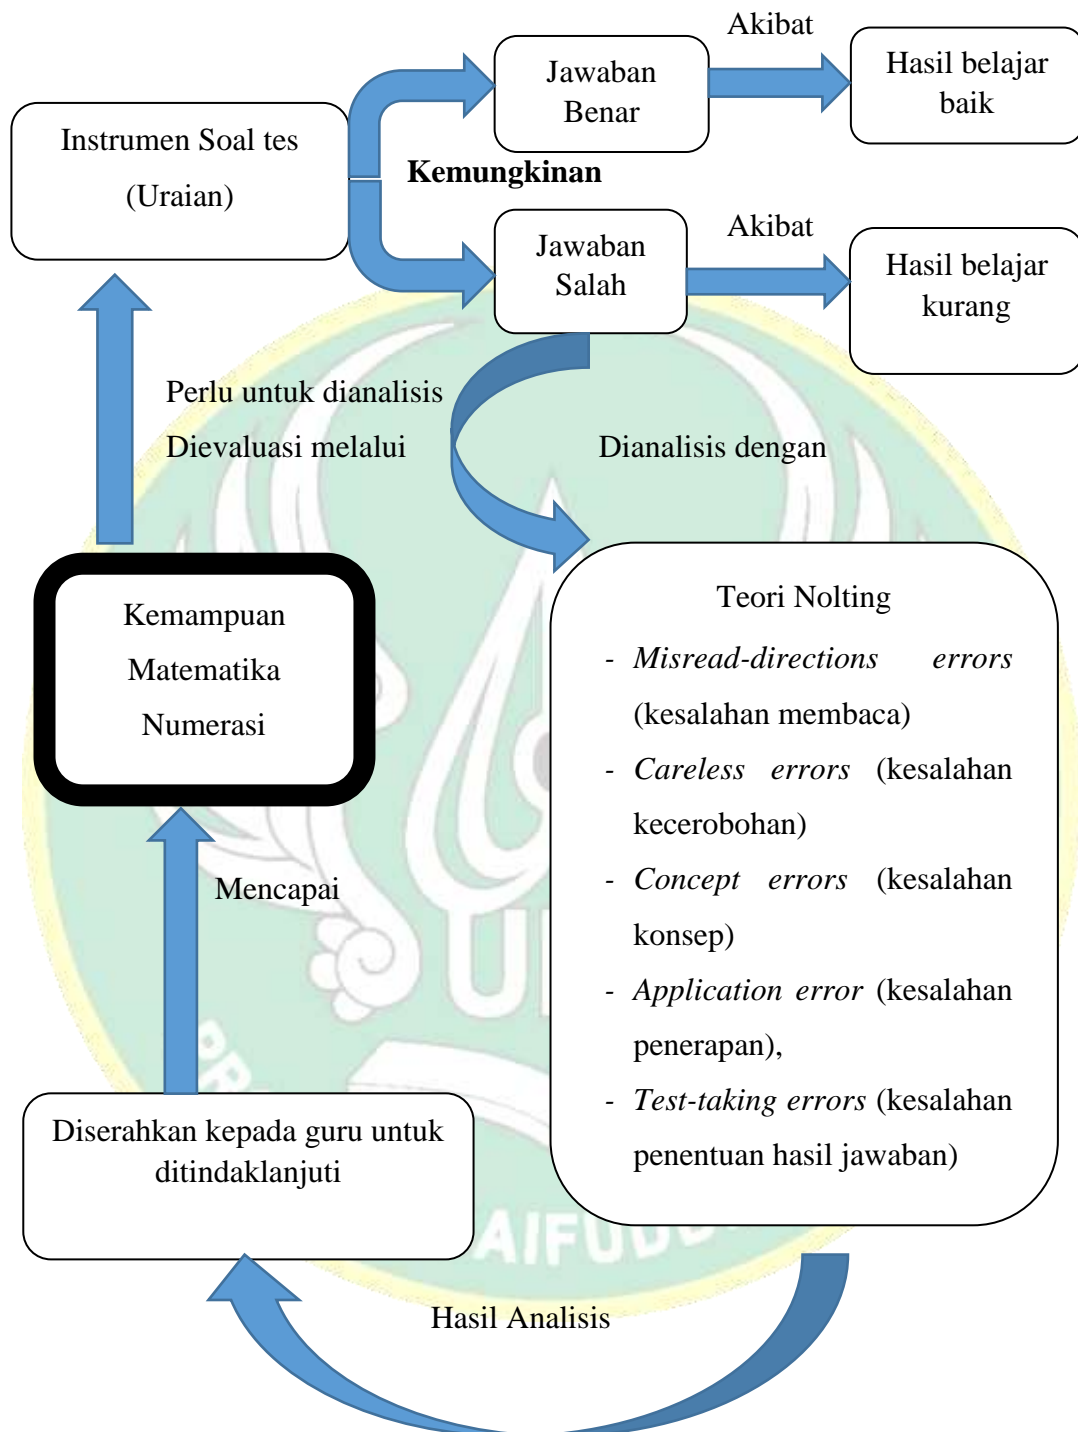 Akibat
Jawaban
Benar
Hasil belajar
baik
Instrumen Soal tes
(Uraian)
Kemungkinan
Akibat
Jawaban
Salah
Hasil belajar
kurang
Perlu untuk dianalisis
Dievaluasi melalui
Dianalisis dengan
Kemampuan
Matematika
Numerasi
Teori Nolting
- Misread-directions errors
(kesalahan membaca)
- Careless errors (kesalahan
kecerobohan)
- Concept errors (kesalahan
konsep)
- Application error (kesalahan
penerapan),
- Test-taking errors (kesalahan
penentuan hasil jawaban)
Mencapai
Diserahkan kepada guru untuk
ditindaklanjuti
Hasil Analisis